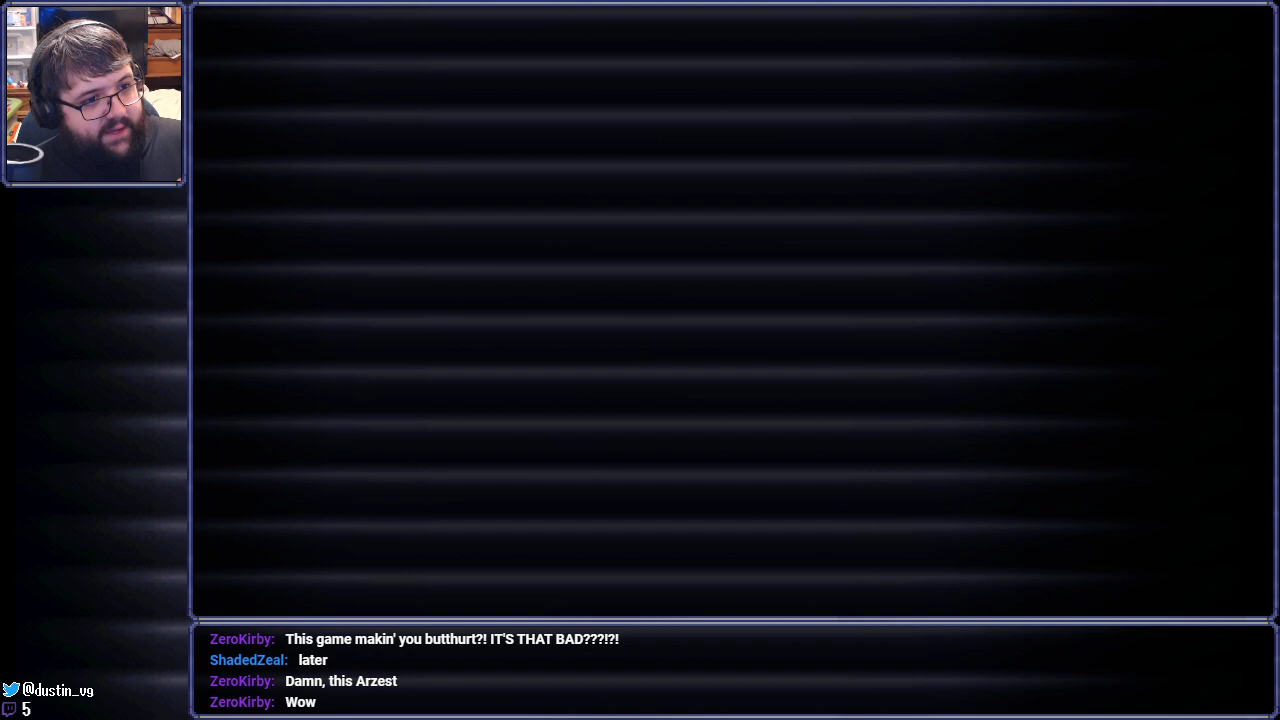 ZeroKirby: This game makin' you butthurt?! IT'S THAT BAD???!?!
ShadedZeal: later
ZeroKirby: Damn, this Arzest
ZeroKirby: Wow
@dustin_vg
5